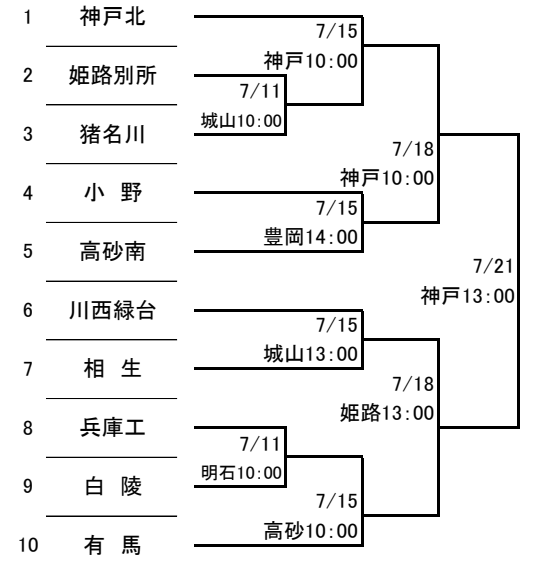 1 神戸北
7/15
神戸10:00
2 姫路別所
7/11
城山10:00
3 猪名川
7/18
神戸10:00
4 小 野
7/15
豊岡14:00
5 高砂南
7/21
神戸13:00
6 川西緑台
7/15
城山13:00
7 相 生
7/18
姫路13:00
8 兵庫工
7/11
明石10:00
9 白 陵
7/15
高砂10:00
10 有 馬